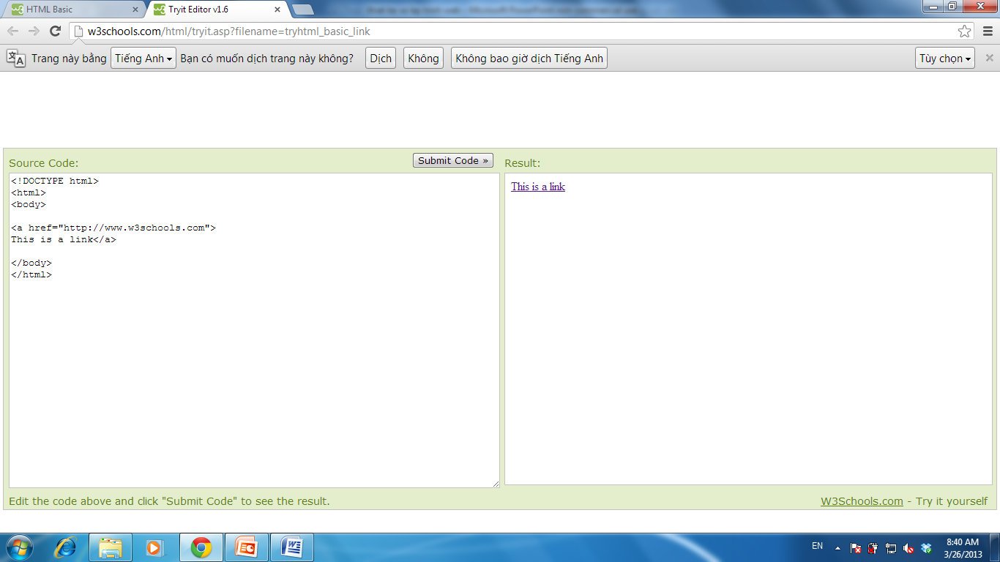 HTML Basic
Tryit Editor v1.6
w3schools.com/html/tryit.asp?filename=tryhtml_basic_link
Trang này bằng Tiếng Anh Bạn có muốn dịch trang này không? Dịch Không Không bao giờ dịch Tiếng Anh Tùy chọn
Source Code: Submit Code »
<!DOCTYPE html>
<html>
<body>
<a href="http://www.w3schools.com">
This is a link</a>
</body>
</html>
Result:
This is a link
Edit the code above and click "Submit Code" to see the result.
W3Schools.com - Try it yourself
EN
8:40 AM
3/26/2013